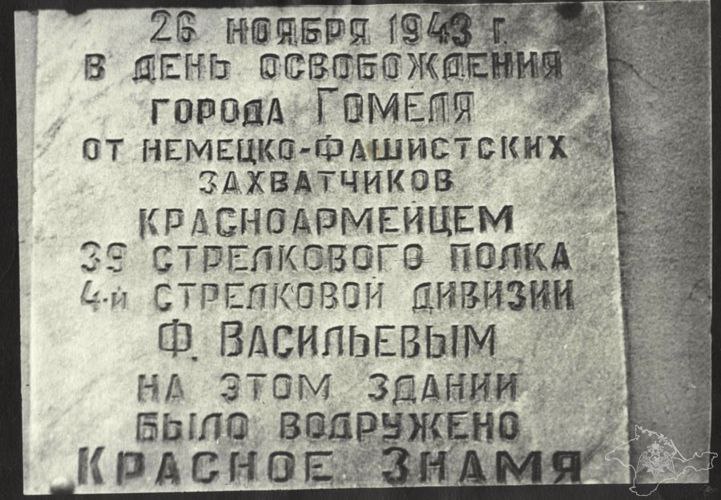 26 НОЯБРЯ 1943 Г.
В ДЕНЬ ОСВОБОЖДЕНИЯ
ГОРОДА ГОМЕЛЯ
ОТ НЕМЕЦКО-ФАШИСТСКИХ
ЗАХВАТЧИКОВ
КРАСНОАРМЕЙЦЕМ
39 СТРЕЛКОВОГО ПОЛКА
4-й СТРЕЛКОВОЙ ДИВИЗИИ
Ф. ВАСИЛЬЕВЫМ
НА ЭТОМ ЗДАНИИ
БЫЛО ВОДРУЖЕНО
КРАСНОЕ ЗНАМЯ